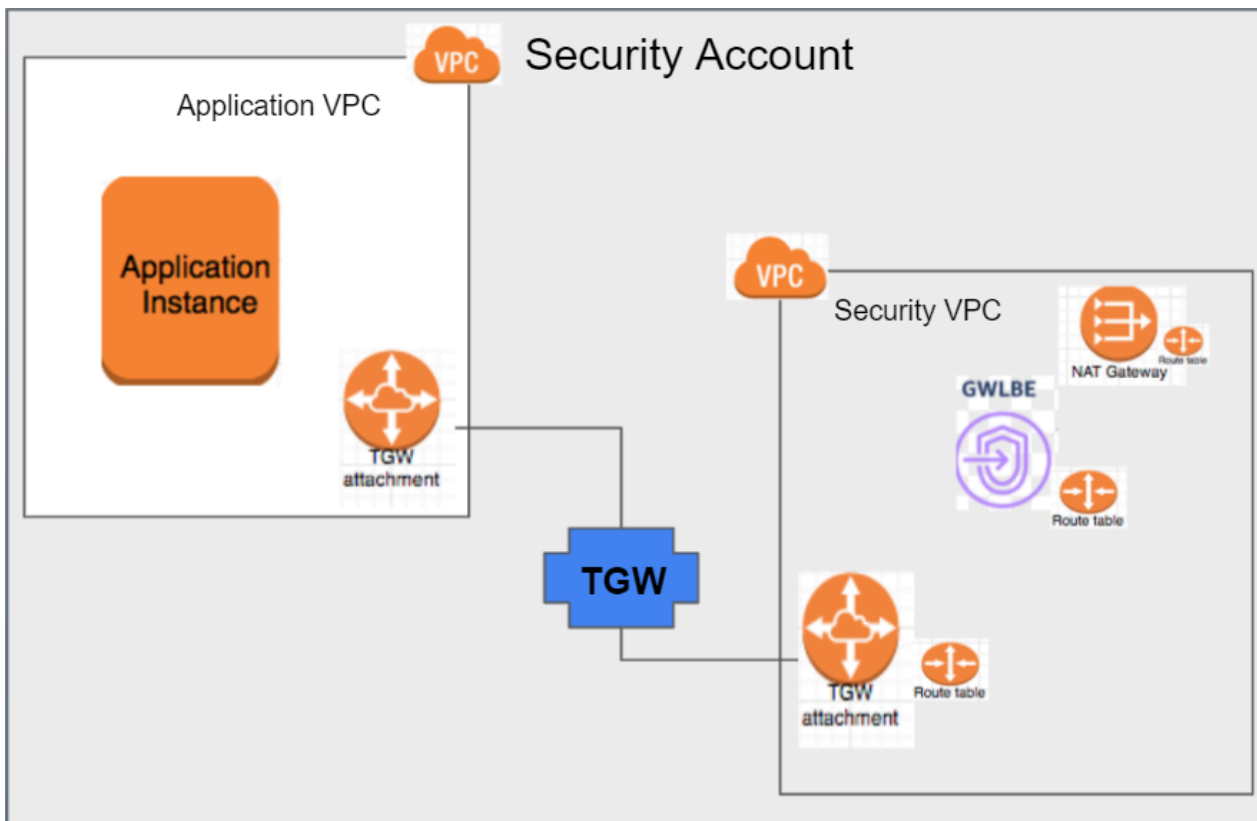 VPC
Security Account
Application VPC
Application
Instance
TGW
attachment
VPC
Security VPC
NAT Gateway
Route table
GWLBE
Route table
TGW
TGW
attachment
Route table